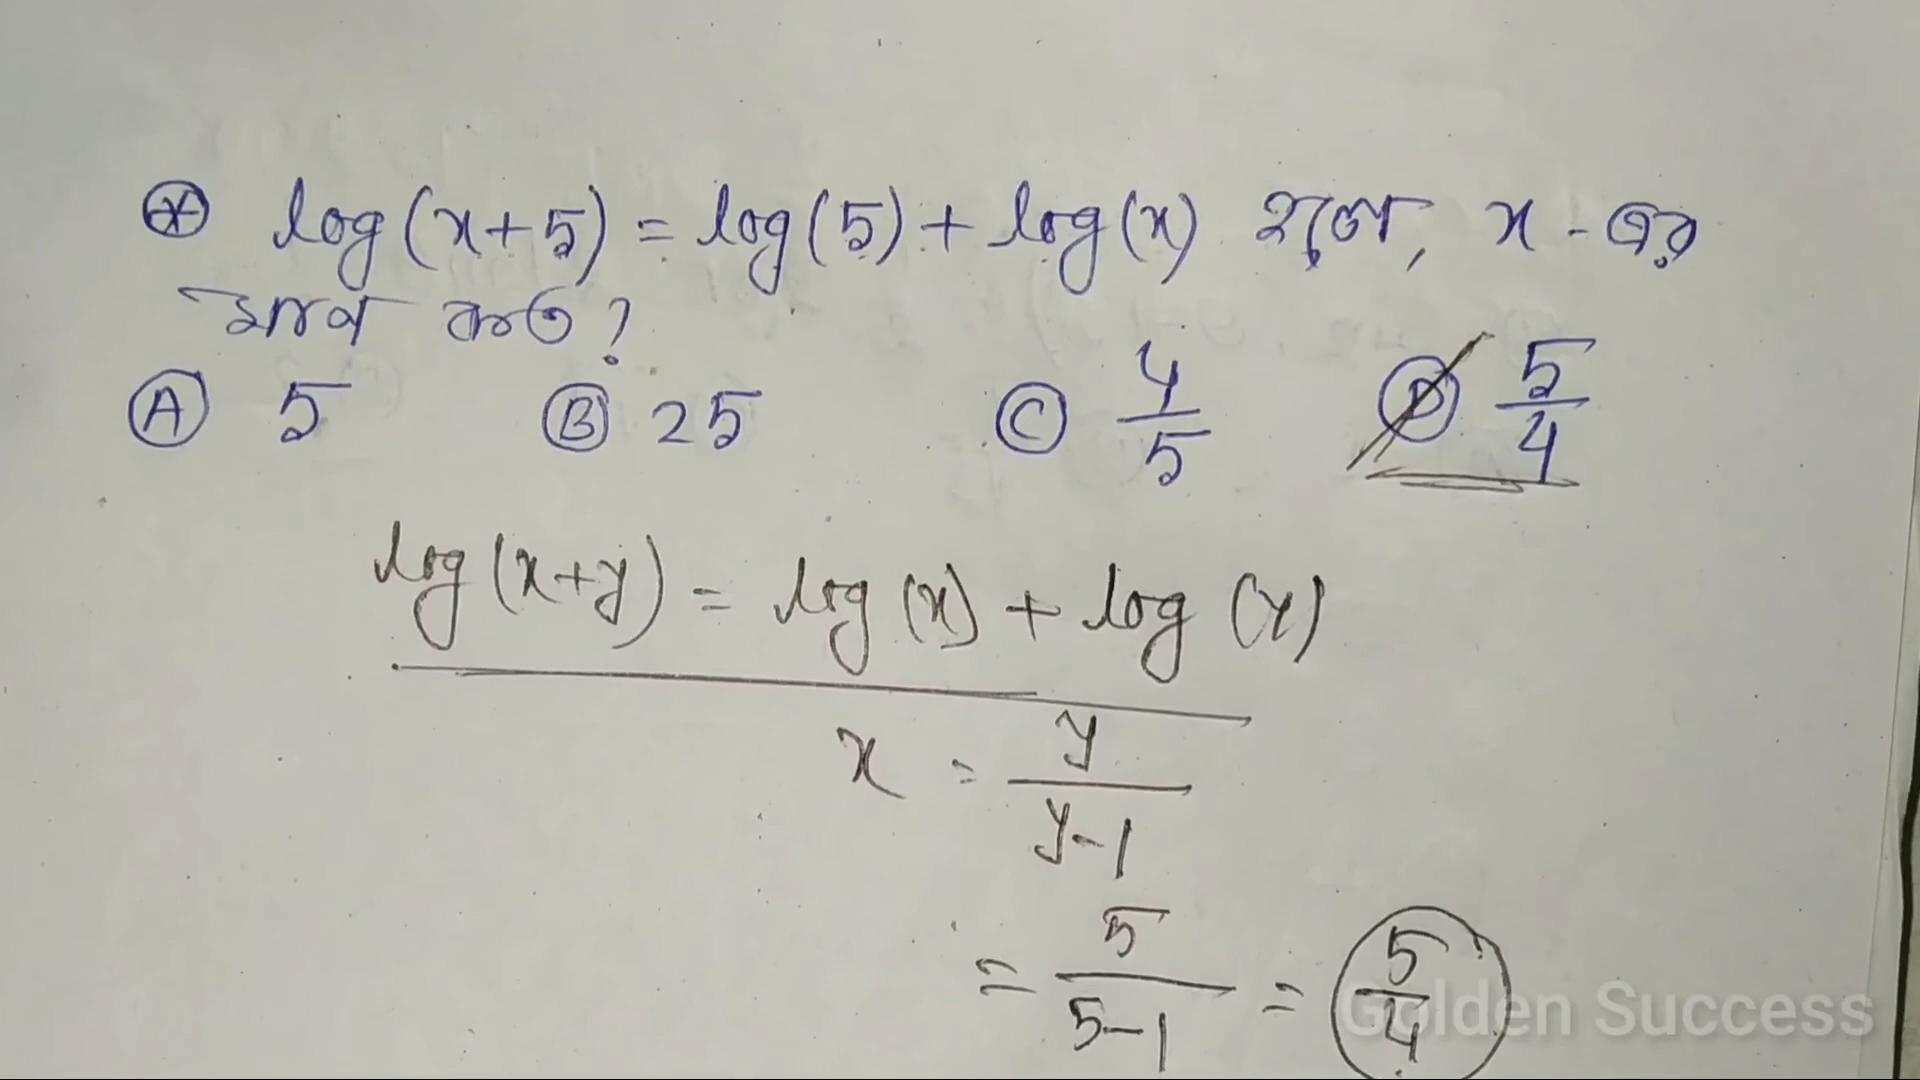 ⊛ log(x+5) = log(5) + log(x) হলে, x-এর
মান কত?
Ⓐ 5 Ⓑ 25 Ⓒ 4/5 Ⓓ 5/4
log(x+y) = log(x) + log(y)
x = y/y-1
= 5/5-1 = 5/4
Golden Success